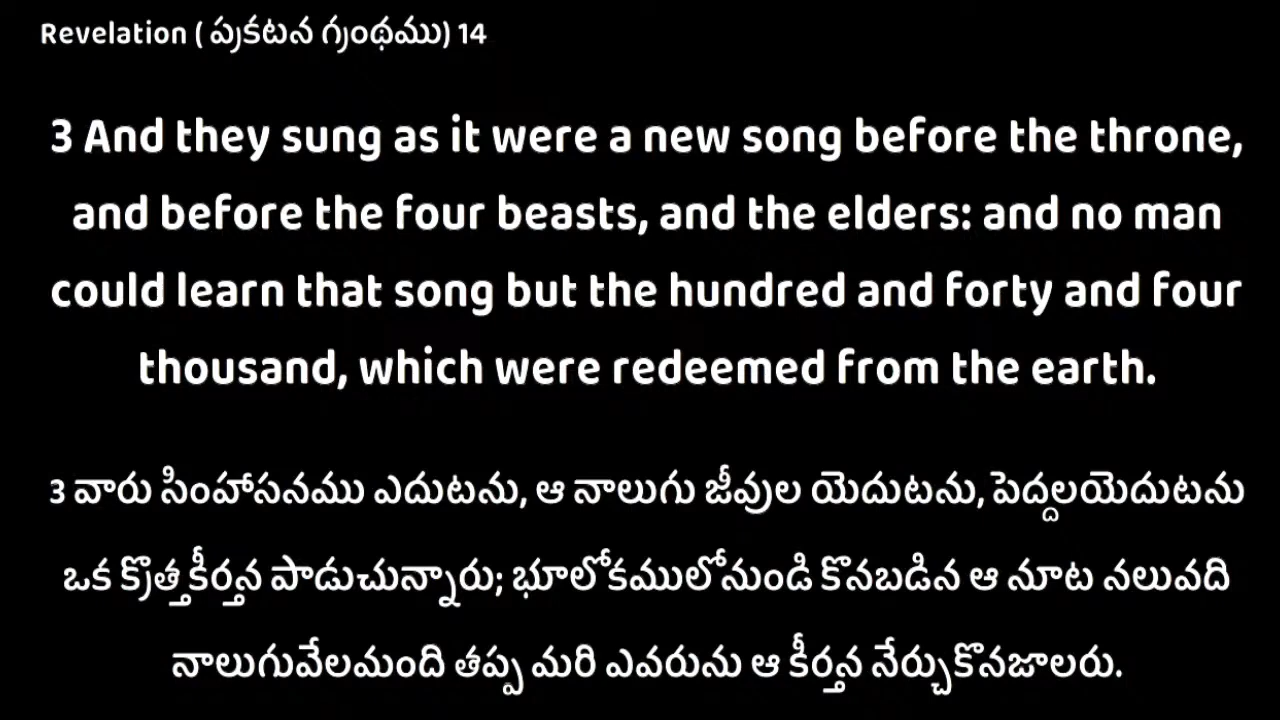 Revelation ( ప్రకటన గ్రంథము) 14
3 And they sung as it were a new song before the throne,
and before the four beasts, and the elders: and no man
could learn that song but the hundred and forty and four
thousand, which were redeemed from the earth.
3 వారు సింహాసనము ఎదుటను, ఆ నాలుగు జీవుల యెదుటను, పెద్దలయెదుటను
ఒక క్రొత్తకీర్తన పాడుచున్నారు; భూలోకములోనుండి కొనబడిన ఆ నూట నలువది
నాలుగువేలమంది తప్ప మరి ఎవరును ఆ కీర్తన నేర్చుకొనజాలరు.